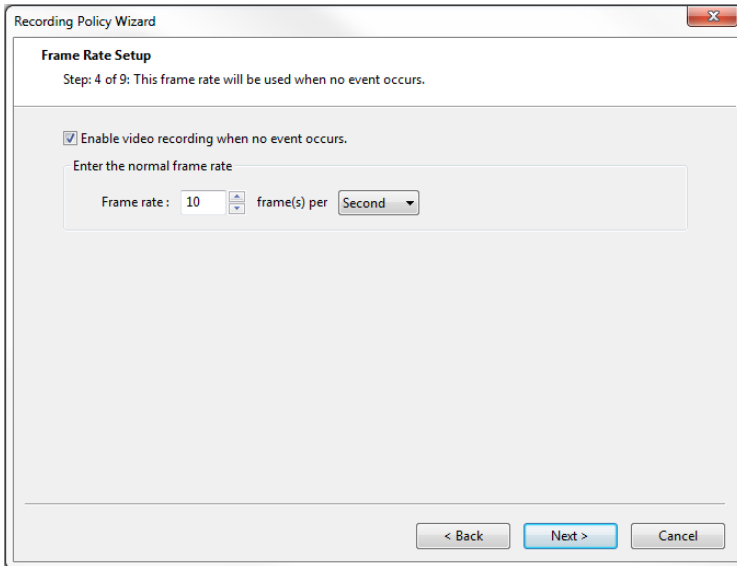 Recording Policy Wizard
Frame Rate Setup
Step: 4 of 9: This frame rate will be used when no event occurs.
Enable video recording when no event occurs.
Enter the normal frame rate
Frame rate : 10 frame(s) per Second
< Back Next > Cancel